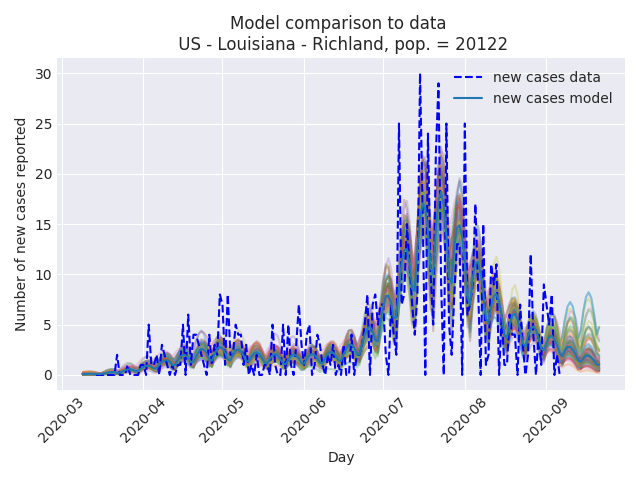 Model comparison to data
US - Louisiana - Richland, pop. = 20122
new cases data
new cases model
Number of new cases reported
30
25
20
15
10
5
0
2020-03
2020-04
2020-05
2020-06
2020-07
2020-08
2020-09
Day